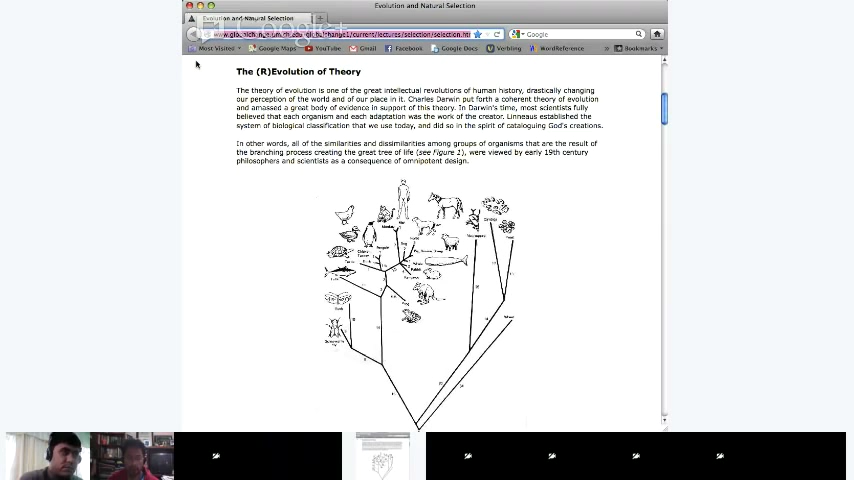 Evolution and Natural Selection
Evolution and Natural Selection
Google
Most Visited
Google Maps
YouTube
Gmail
Facebook
Google Docs
Verbling
WordReference
Bookmarks
The (R)Evolution of Theory
The theory of evolution is one of the great intellectual revolutions of human history, drastically changing
our perception of the world and of our place in it. Charles Darwin put forth a coherent theory of evolution
and amassed a great body of evidence in support of this theory. In Darwin's time, most scientists fully
believed that each organism and each adaptation was the work of the creator. Linneaus established the
system of biological classification that we use today, and did so in the spirit of cataloguing God's creations.
In other words, all of the similarities and dissimilarities among groups of organisms that are the result of
the branching process creating the great tree of life (see Figure 1), were viewed by early 19th century
philosophers and scientists as a consequence of omnipotent design.